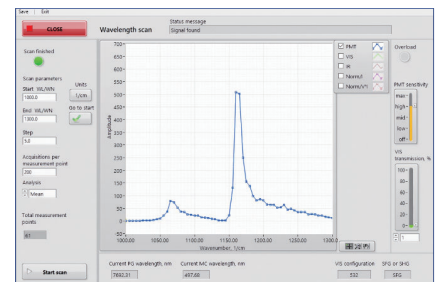 Save Exit
CLOSE
Wavelength scan
Status message
Signal found
Scan finished
Scan parameters
Start WL/WN:
1000.0
Units
1/cm
End WL/WN:
1300.0
Go to start
Step
5.0
Acquisitions per
measurement point
200
Analysis
Mean
Total measurement
points
61
Start scan
Amplitude
700
650
600
550
500
450
400
350
300
250
200
150
100
50
0
-50
-100
1000.00
1050.00
1100.00
1150.00
1200.00
1250.00
1300.0
Wavenumber, 1/cm
PMT
VIS
IR
Norm/I
Norm/V*I
Overload
PMT sensitivity
max
high
mid
low
off
VIS
transmission, %
100
80
60
40
20
0
1
Current PG wavelength, nm
7693.31
Current MC wavelength, nm
VIS configuration
532
SFG or SHG
SFG